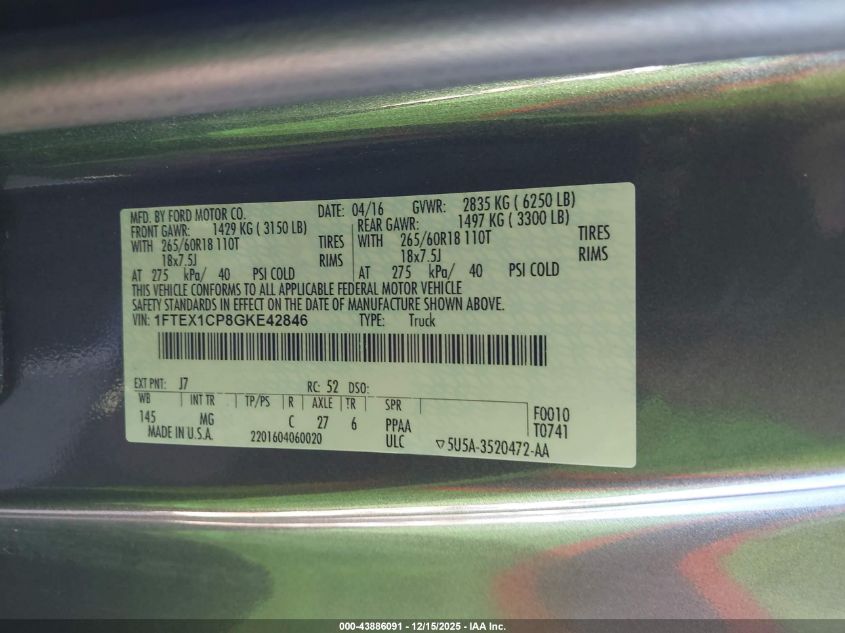 MFD. BY FORD MOTOR CO. DATE: 04/16 GVWR: 2835 KG ( 6250 LB)
FRONT GAWR: 1429 KG ( 3150 LB) REAR GAWR: 1497 KG ( 3300 LB)
WITH 265/60R18 110T TIRES WITH 265/60R18 110T TIRES
18x7.5J RIMS 18x7.5J RIMS
AT 275 kPa/ 40 PSI COLD AT 275 kPa/ 40 PSI COLD
THIS VEHICLE CONFORMS TO ALL APPLICABLE FEDERAL MOTOR VEHICLE
SAFETY STANDARDS IN EFFECT ON THE DATE OF MANUFACTURE SHOWN ABOVE.
VIN: 1FTEX1CP8GKE42846 TYPE: Truck
EXT PNT: J7 RC: 52 DSO:
WB INT TR TP/PS R AXLE TR SPR
145 MG C 27 6 PPAA F0010
MADE IN U.S.A. 2201604060020 ULC ▽5U5A-3520472-AA T0741
000-43886091 - 12/15/2025 - IAA Inc.